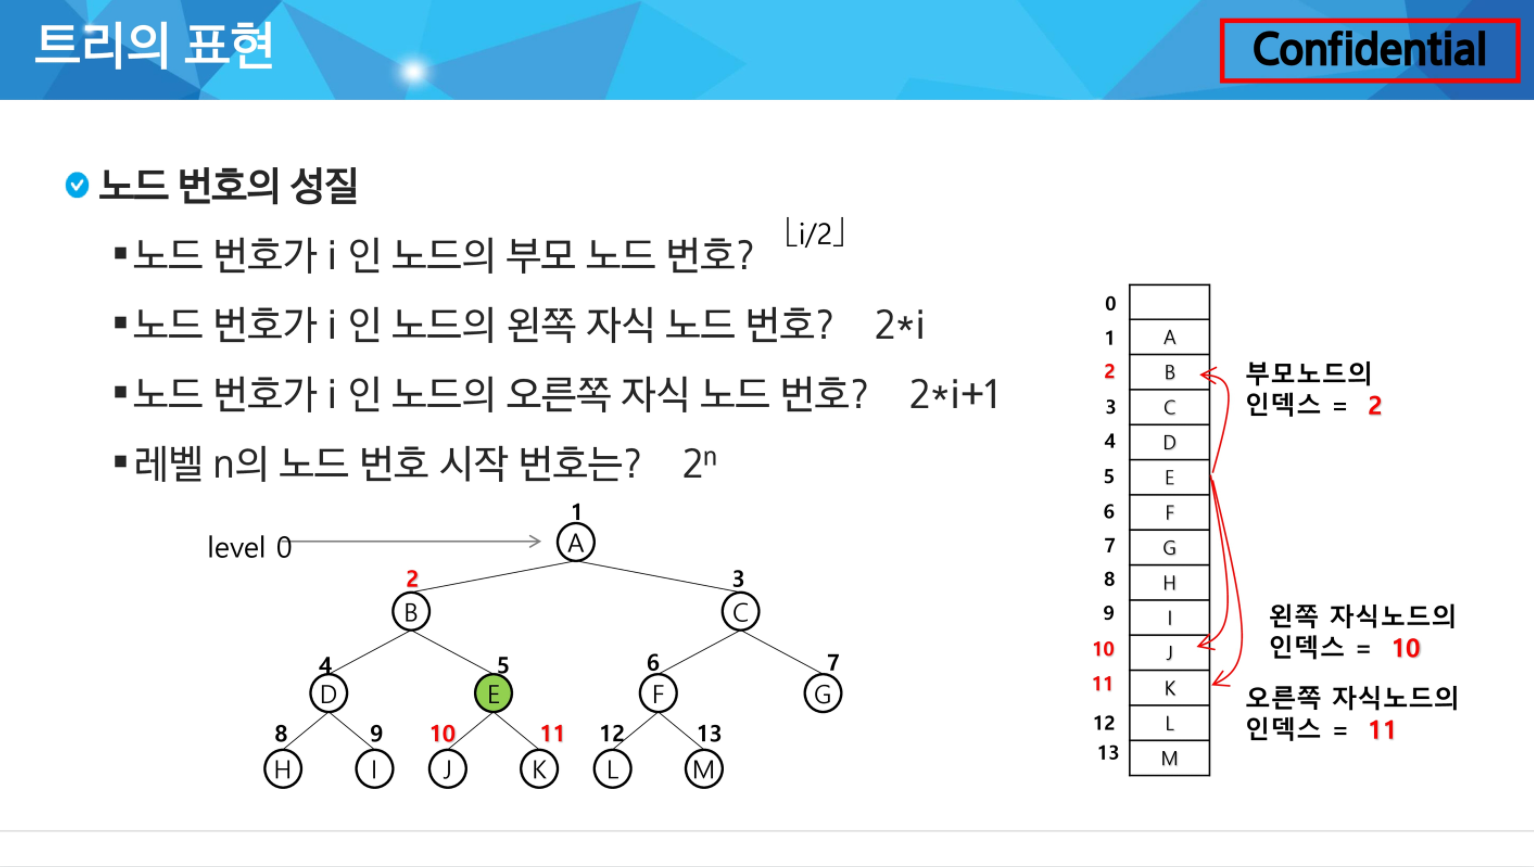 트리의 표현
Confidential
노드 번호의 성질
▪노드 번호가 i 인 노드의 부모 노드 번호? ⌊i/2⌋
▪노드 번호가 i 인 노드의 왼쪽 자식 노드 번호? 2*i
▪노드 번호가 i 인 노드의 오른쪽 자식 노드 번호? 2*i+1
▪레벨 n의 노드 번호 시작 번호는? 2ⁿ
level 0
1
A
2 3
B C
4 5 6 7
D E F G
8 9 10 11 12 13
H I J K L M
0
1 A
2 B
3 C
4 D
5 E
6 F
7 G
8 H
9 I
10 J
11 K
12 L
13 M
부모노드의
인덱스 = 2
왼쪽 자식노드의
인덱스 = 10
오른쪽 자식노드의
인덱스 = 11